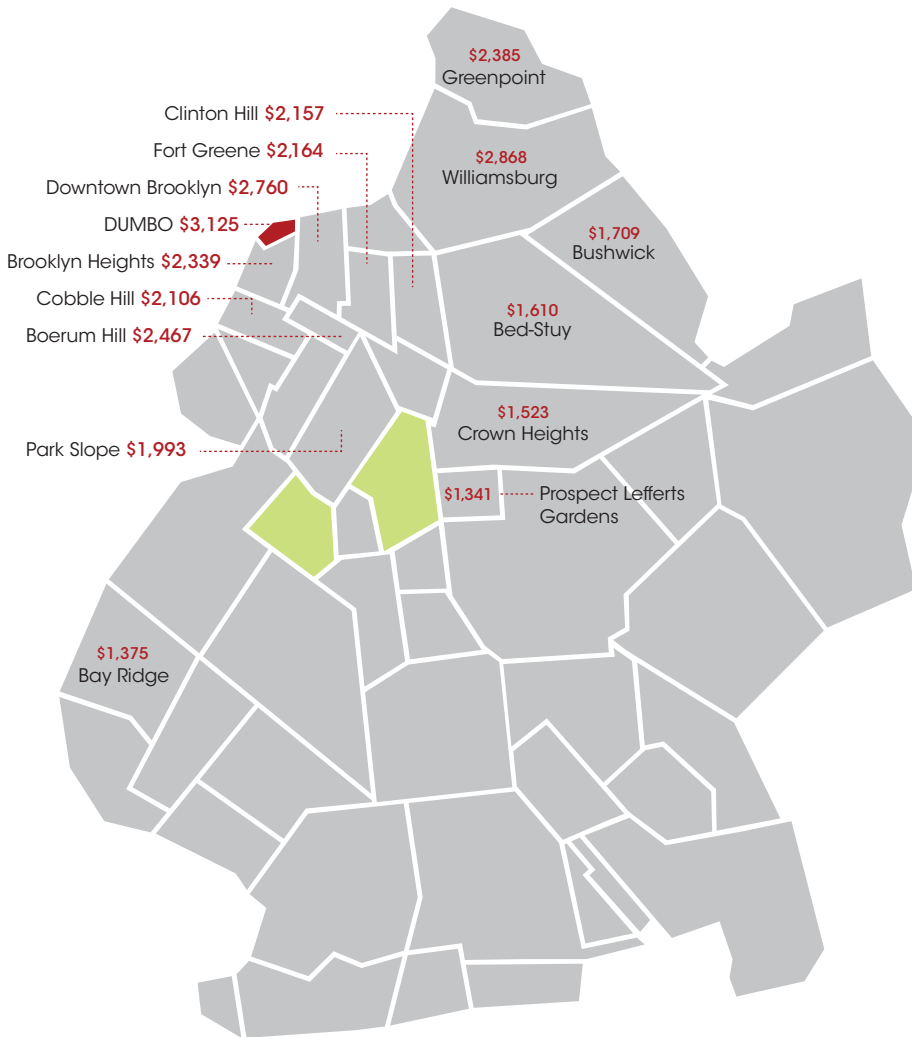 $2,385
Greenpoint
Clinton Hill $2,157
Fort Greene $2,164
$2,868
Williamsburg
Downtown Brooklyn $2,760
DUMBO $3,125
$1,709
Bushwick
Brooklyn Heights $2,339
Cobble Hill $2,106
$1,610
Bed-Stuy
Boerum Hill $2,467
$1,523
Crown Heights
Park Slope $1,993
$1,341 Prospect Lefferts
Gardens
$1,375
Bay Ridge